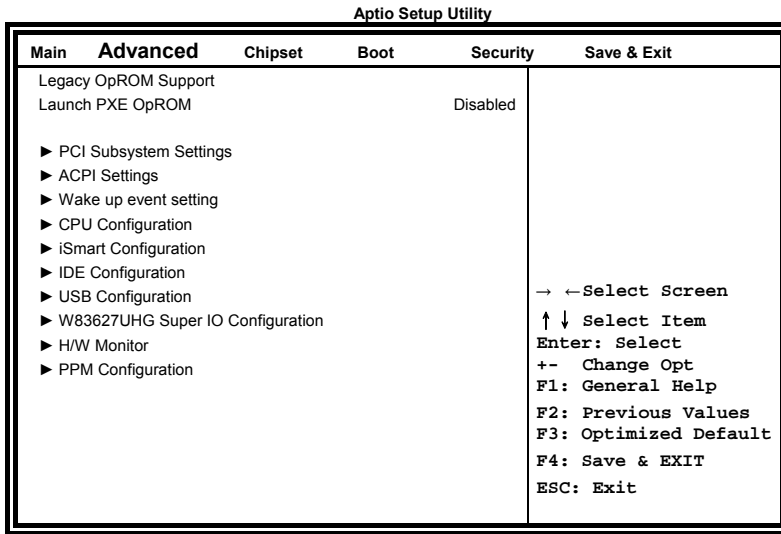 Aptio Setup Utility
Main Advanced Chipset Boot Security Save & Exit
Legacy OpROM Support
Launch PXE OpROM Disabled
► PCI Subsystem Settings
► ACPI Settings
► Wake up event setting
► CPU Configuration
► iSmart Configuration
► IDE Configuration
► USB Configuration
► W83627UHG Super IO Configuration
► H/W Monitor
► PPM Configuration
→ ←Select Screen
↑↓ Select Item
Enter: Select
+- Change Opt
F1: General Help
F2: Previous Values
F3: Optimized Default
F4: Save & EXIT
ESC: Exit